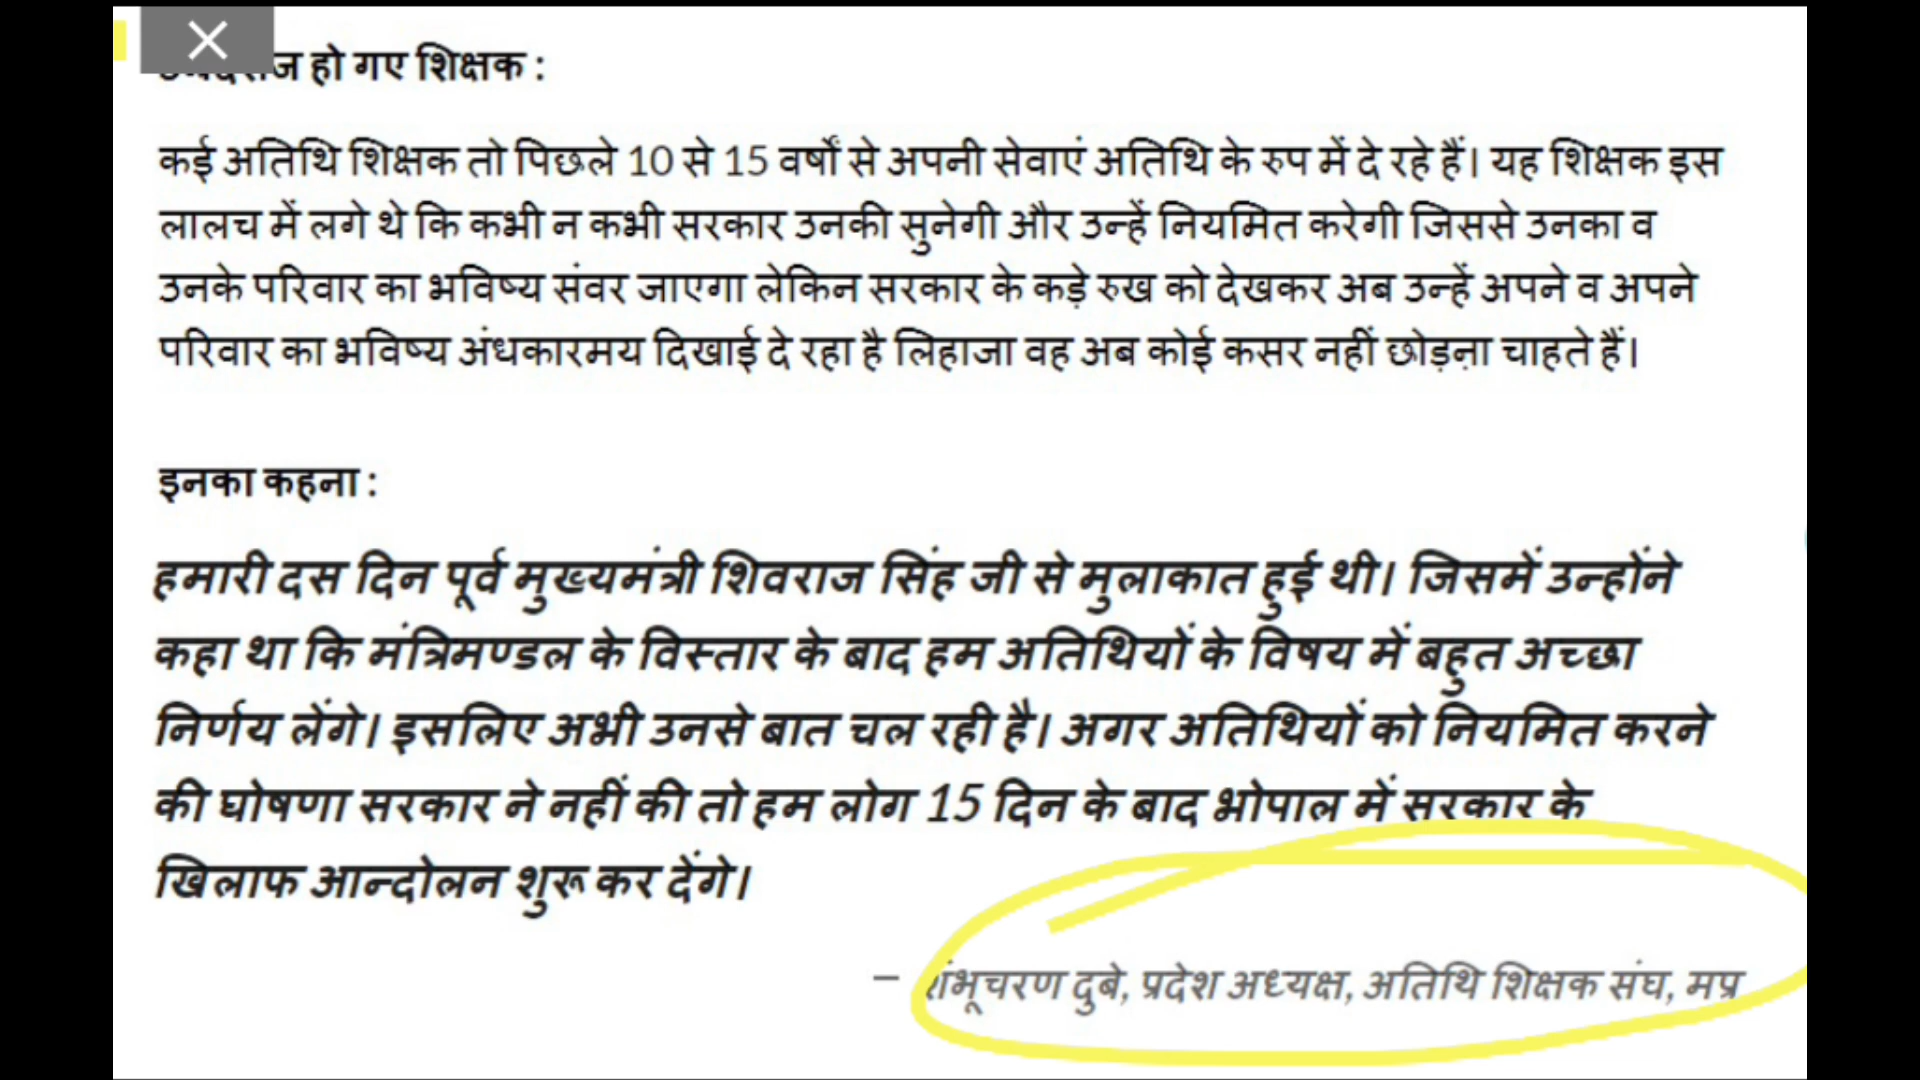 हो गए शिक्षक :
कई अतिथि शिक्षक तो पिछले 10 से 15 वर्षों से अपनी सेवाएं अतिथि के रुप में दे रहे हैं। यह शिक्षक इस
लालच में लगे थे कि कभी न कभी सरकार उनकी सुनेगी और उन्हें नियमित करेगी जिससे उनका व
उनके परिवार का भविष्य संवर जाएगा लेकिन सरकार के कड़े रुख को देखकर अब उन्हें अपने व अपने
परिवार का भविष्य अंधकारमय दिखाई दे रहा है लिहाजा वह अब कोई कसर नहीं छोड़ऩा चाहते हैं।
इनका कहना :
हमारी दस दिन पूर्व मुख्यमंत्री शिवराज सिंह जी से मुलाकात हुई थी। जिसमें उन्होंने
कहा था कि मंत्रिमण्डल के विस्तार के बाद हम अतिथियों के विषय में बहुत अच्छा
निर्णय लेंगे। इसलिए अभी उनसे बात चल रही है। अगर अतिथियों को नियमित करने
की घोषणा सरकार ने नहीं की तो हम लोग 15 दिन के बाद भोपाल में सरकार के
खिलाफ आन्दोलन शुरू कर देंगे।
– शंभूचरण दुबे, प्रदेश अध्यक्ष, अतिथि शिक्षक संघ, मप्र